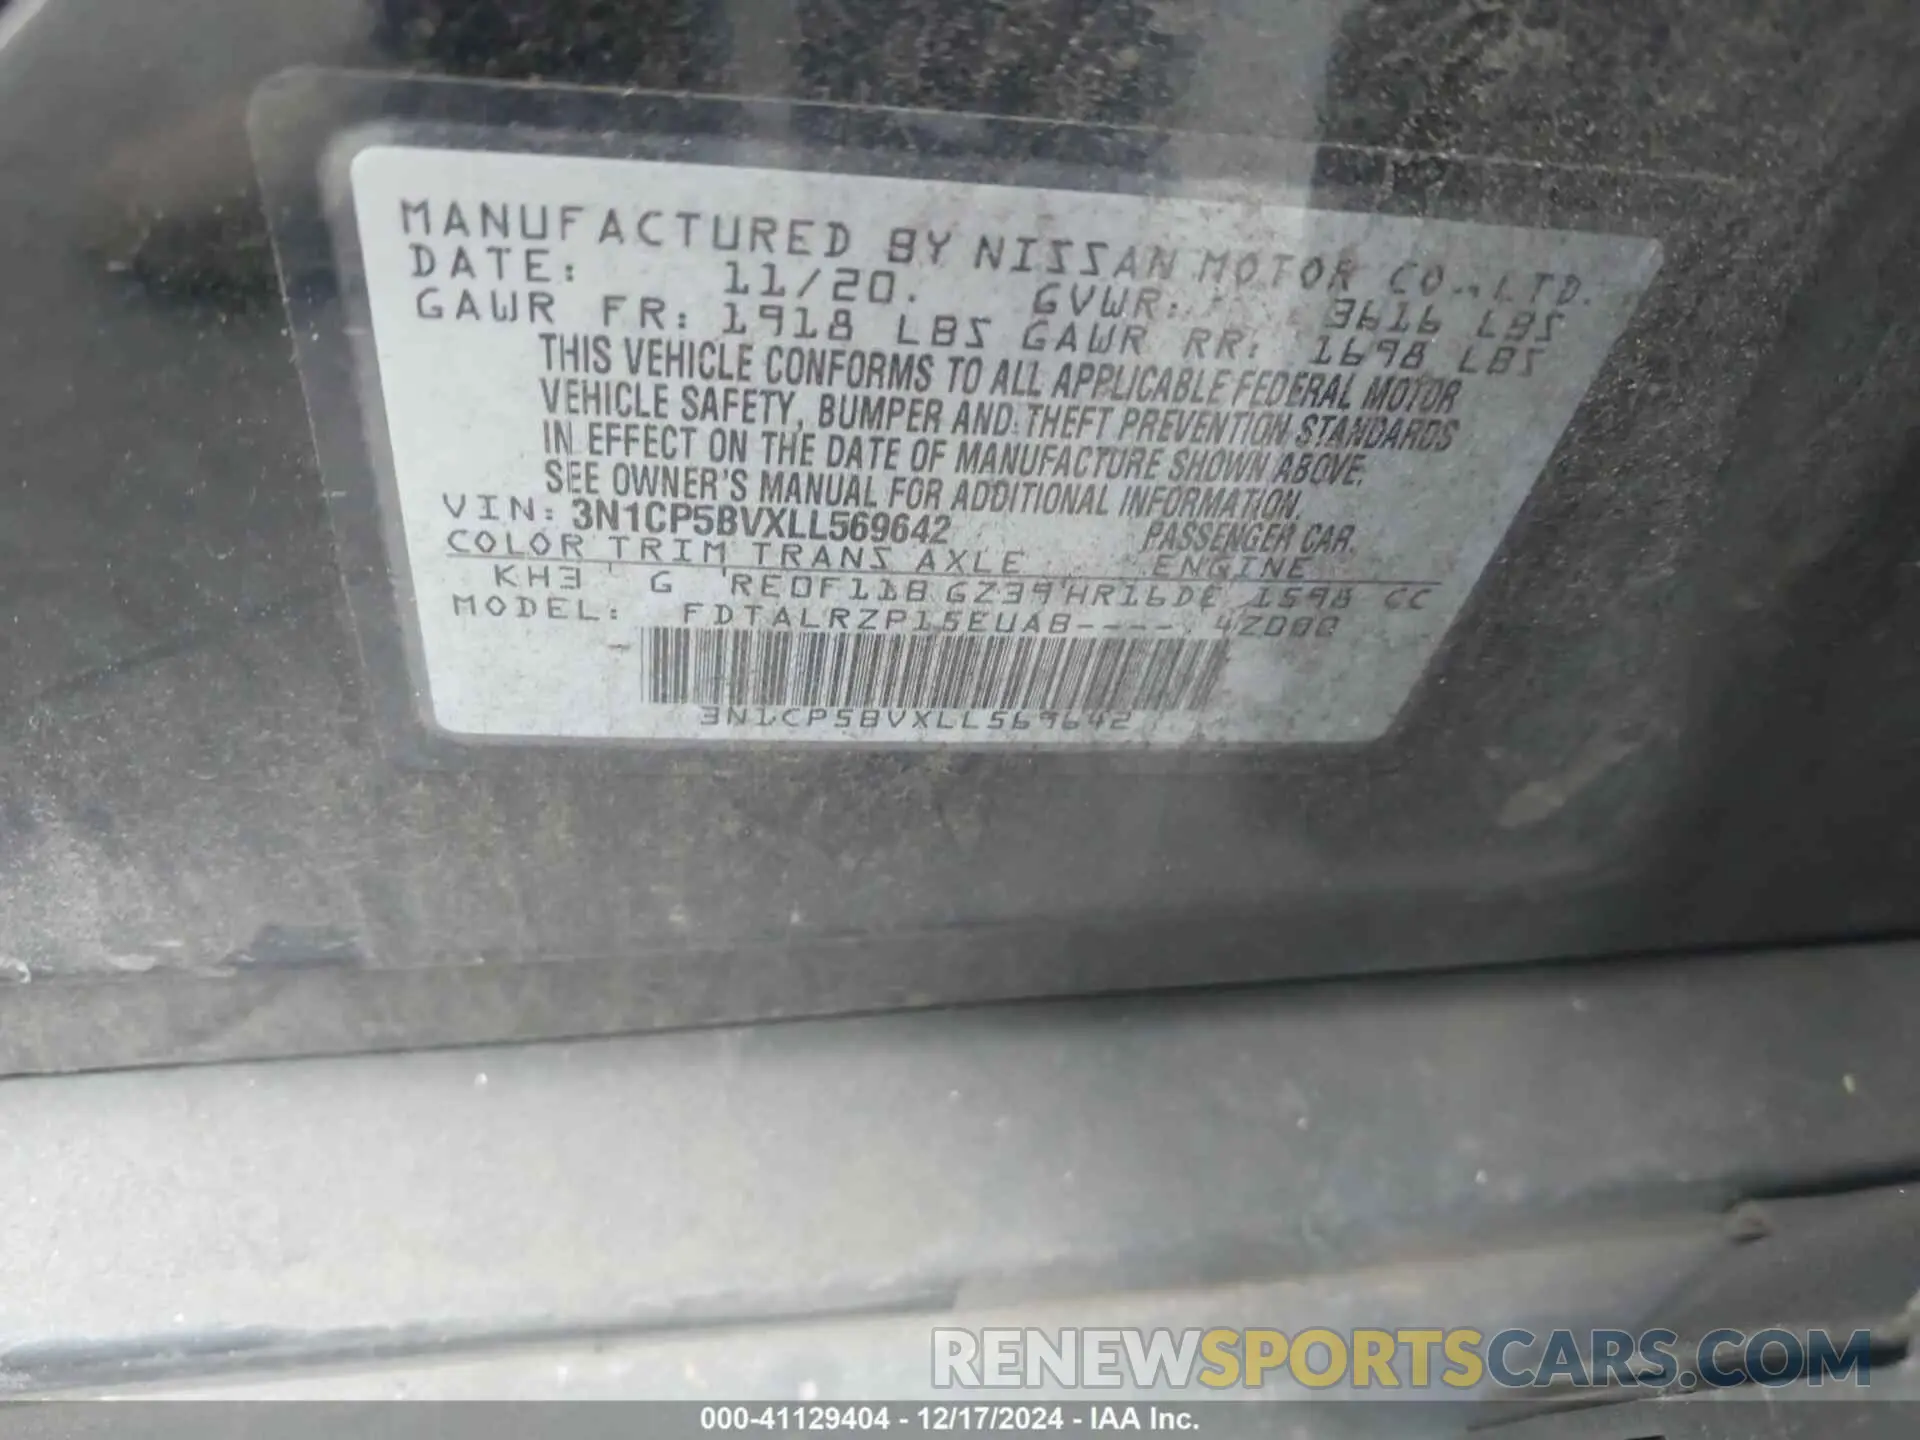 MANUFACTURED BY NISSAN MOTOR CO.,LTD.
DATE: 11/20. GVWR: 3616 LBS
GAWR FR: 1918 LBS GAWR RR: 1698 LBS
THIS VEHICLE CONFORMS TO ALL APPLICABLE FEDERAL MOTOR
VEHICLE SAFETY, BUMPER AND THEFT PREVENTION STANDARDS
IN EFFECT ON THE DATE OF MANUFACTURE SHOWN ABOVE.
SEE OWNER'S MANUAL FOR ADDITIONAL INFORMATION.
VIN: 3N1CP5BVXLL569642 PASSENGER CAR.
COLOR TRIM TRANS AXLE ENGINE
KH3 G RE0F11B GZ39 HR16DE 1598 CC
MODEL: FDTALRZP15EUAB----.
3N1CP5BVXLL569642
RENEWSPORTSCARS.COM
000-41129404 - 12/17/2024 - IAA Inc.